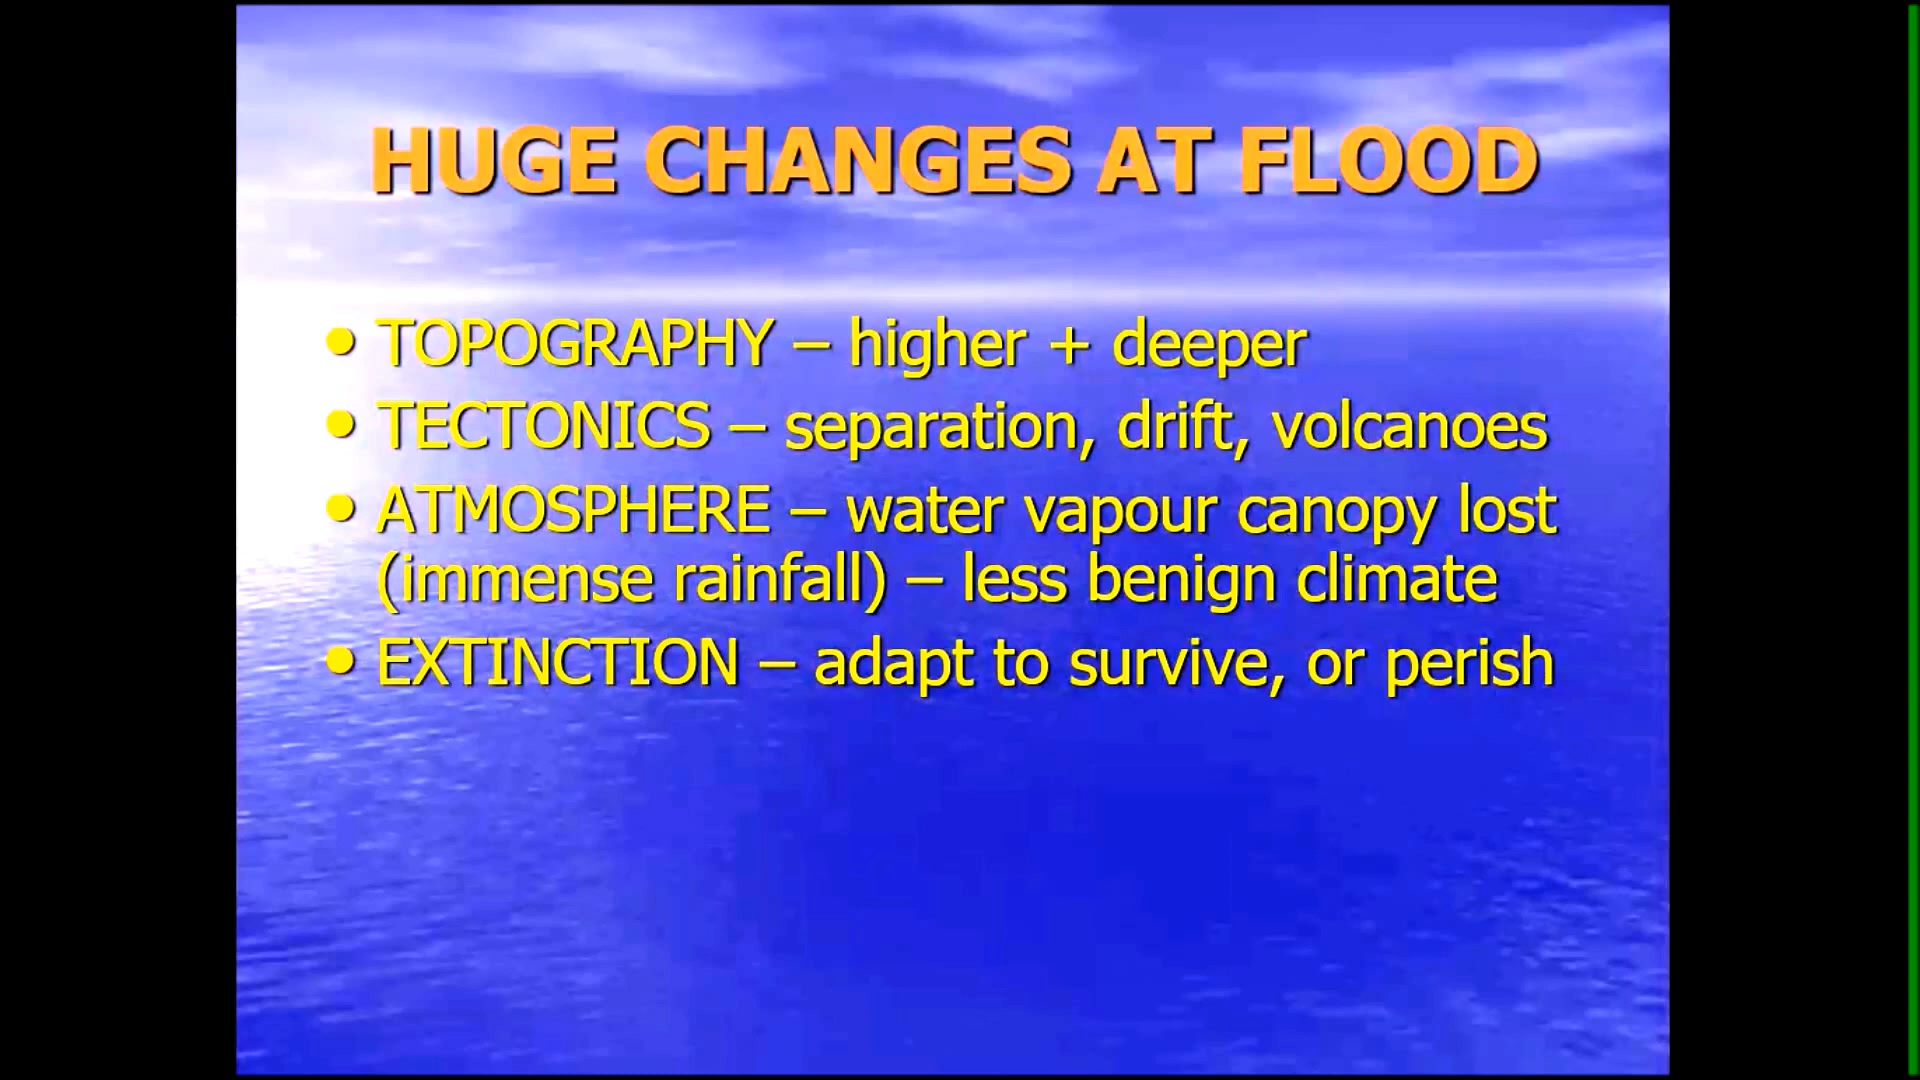 HUGE CHANGES AT FLOOD
• TOPOGRAPHY – higher + deeper
• TECTONICS – separation, drift, volcanoes
• ATMOSPHERE – water vapour canopy lost
(immense rainfall) – less benign climate
• EXTINCTION – adapt to survive, or perish